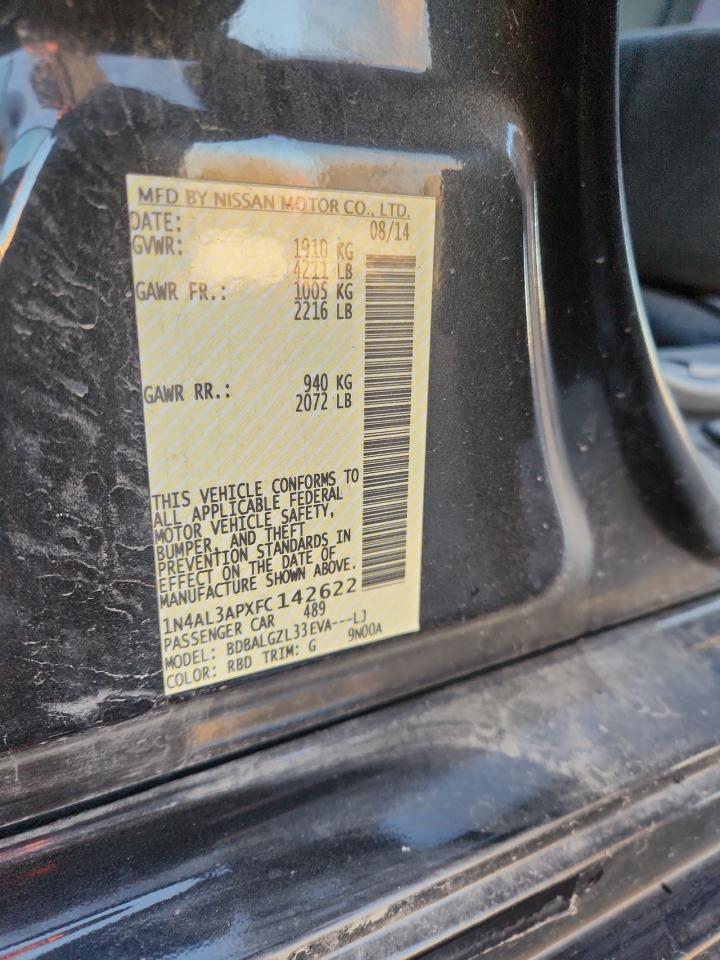 MFD BY NISSAN MOTOR CO., LTD.
DATE: 08/14
GVWR: 1910 KG
4211 LB
GAWR FR.: 1005 KG
2216 LB
GAWR RR.: 940 KG
2072 LB
THIS VEHICLE CONFORMS TO
ALL APPLICABLE FEDERAL
MOTOR VEHICLE SAFETY,
BUMPER, AND THEFT
PREVENTION STANDARDS IN
EFFECT ON THE DATE OF
MANUFACTURE SHOWN ABOVE.
1N4AL3APXFC142622
PASSENGER CAR 489
MODEL: BDBALGZL33EVA---LJ
COLOR: RBD TRIM: G 9N00A